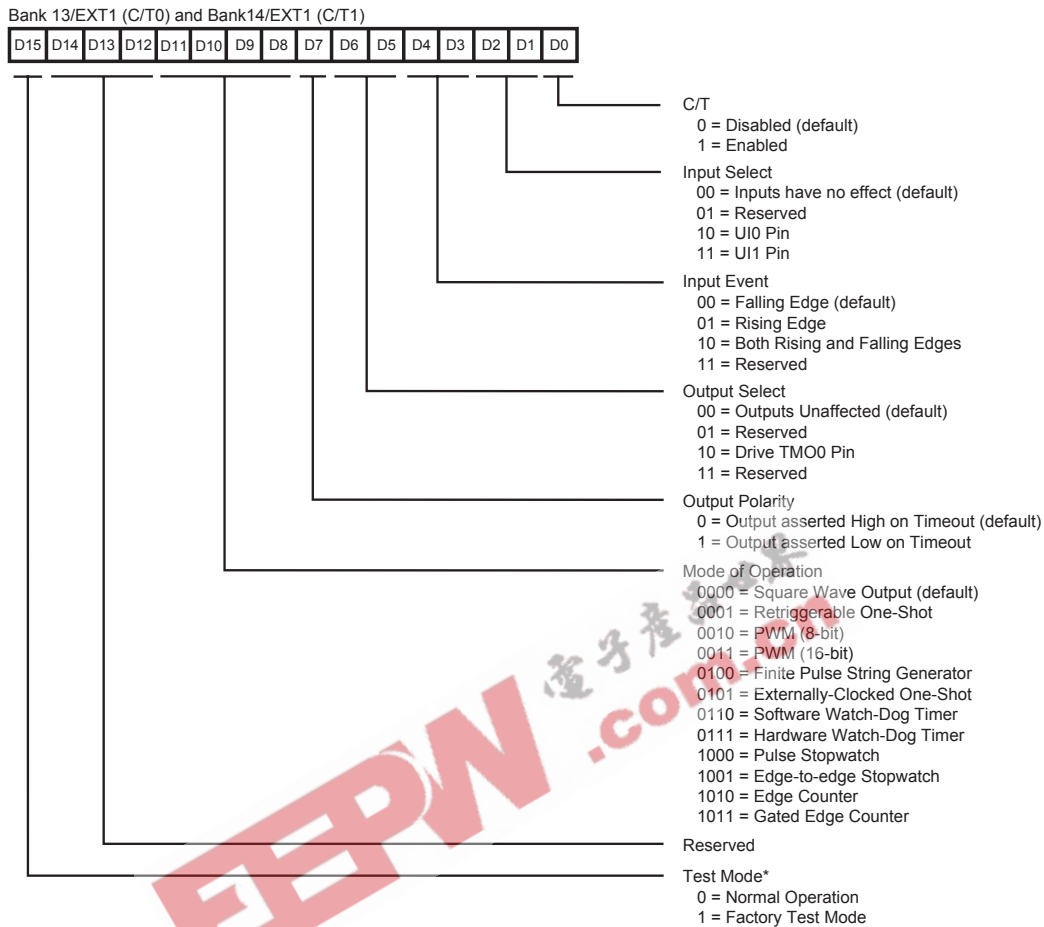 Bank 13/EXT1 (C/T0) and Bank14/EXT1 (C/T1)
D15 D14 D13 D12 D11 D10 D9 D8 D7 D6 D5 D4 D3 D2 D1 D0
C/T
0 = Disabled (default)
1 = Enabled
Input Select
00 = Inputs have no effect (default)
01 = Reserved
10 = UI0 Pin
11 = UI1 Pin
Input Event
00 = Falling Edge (default)
01 = Rising Edge
10 = Both Rising and Falling Edges
11 = Reserved
Output Select
00 = Outputs Unaffected (default)
01 = Reserved
10 = Drive TMO0 Pin
11 = Reserved
Output Polarity
0 = Output asserted High on Timeout (default)
1 = Output asserted Low on Timeout
Mode of Operation
0000 = Square Wave Output (default)
0001 = Retriggerable One-Shot
0010 = PWM (8-bit)
0011 = PWM (16-bit)
0100 = Finite Pulse String Generator
0101 = Externally-Clocked One-Shot
0110 = Software Watch-Dog Timer
0111 = Hardware Watch-Dog Timer
1000 = Pulse Stopwatch
1001 = Edge-to-edge Stopwatch
1010 = Edge Counter
1011 = Gated Edge Counter
Reserved
Test Mode*
0 = Normal Operation
1 = Factory Test Mode
EEPW
.com.cn
電子產品世界